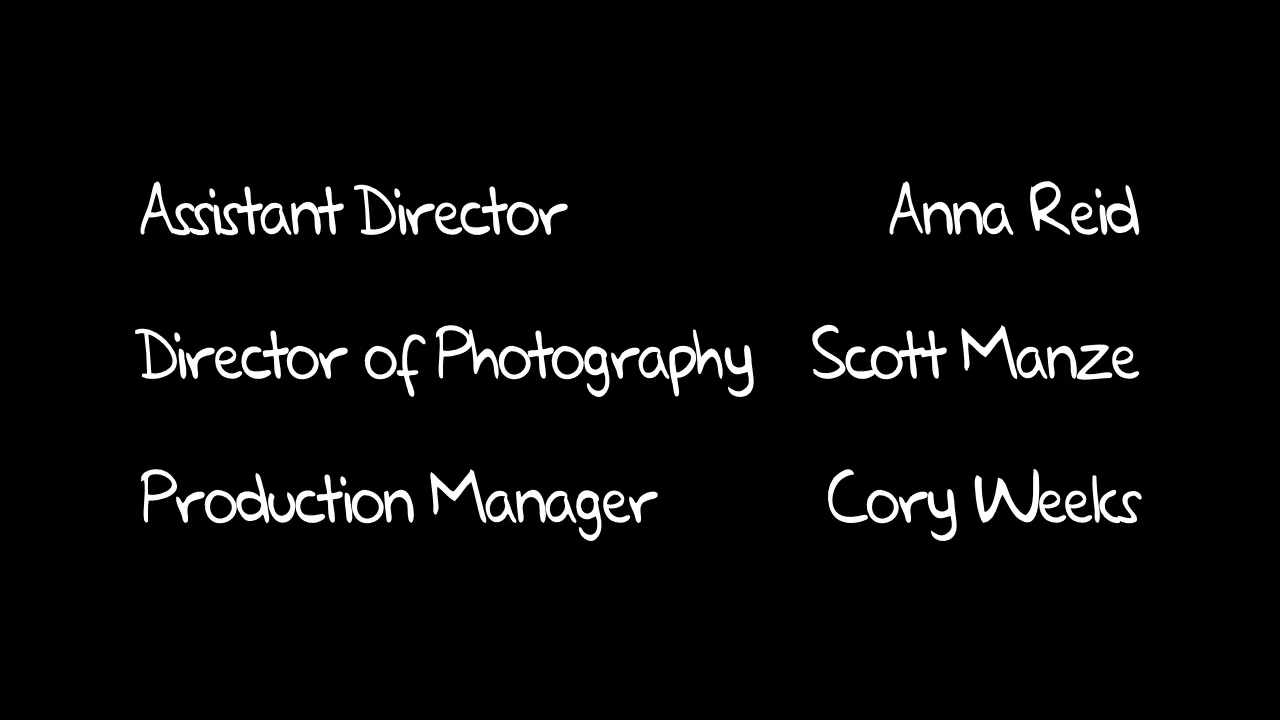 Assistant Director Anna Reid
Director of Photography Scott Manze
Production Manager Cory Weeks